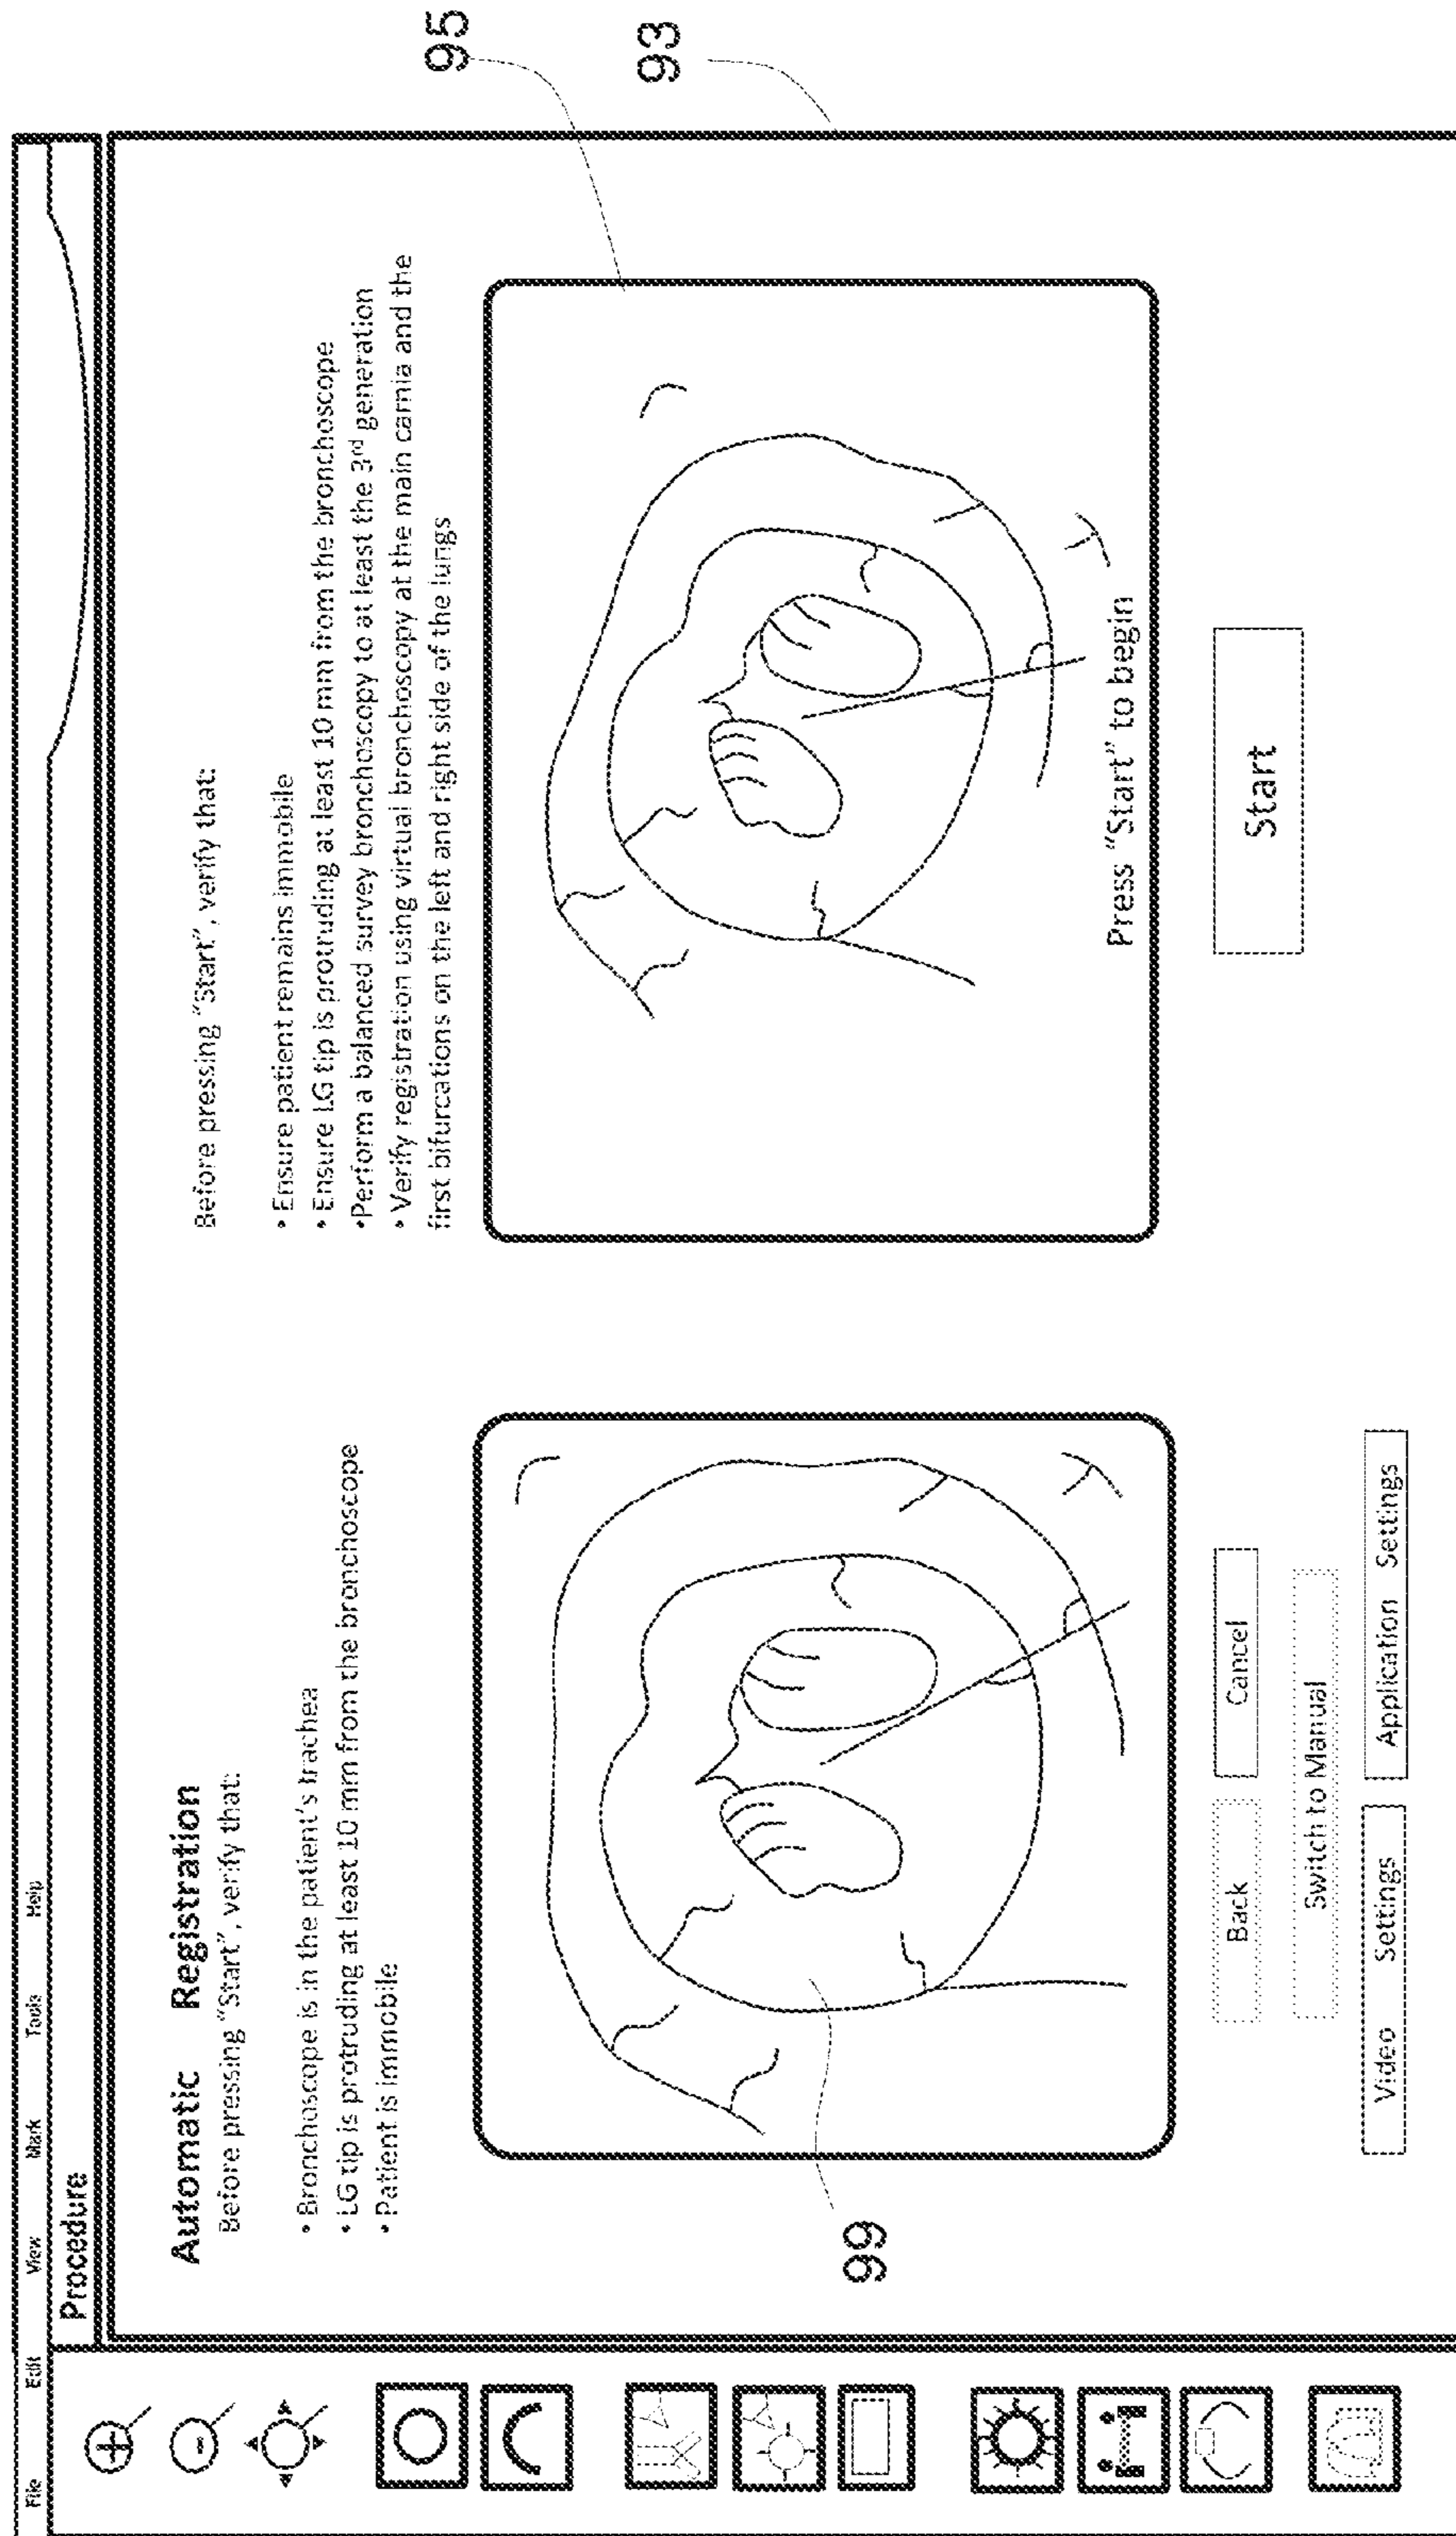 File Edit View Mark Tools Help
Procedure
Automatic Registration
Before pressing "Start", verify that:
• Bronchoscope is in the patient's trachea
• LG tip is protruding at least 10 mm from the bronchoscope
• Patient is immobile
99
Back
Cancel
Switch to Manual
Video Settings
Application Settings
Before pressing "Start", verify that:
• Ensure patient remains immobile
• Ensure LG tip is protruding at least 10 mm from the bronchoscope
•Perform a balanced survey bronchoscopy to at least the 3rd generation
• Verify registration using virtual bronchoscopy at the main carnia and the
first bifurcations on the left and right side of the lungs
Press "Start" to begin
Start
95
93